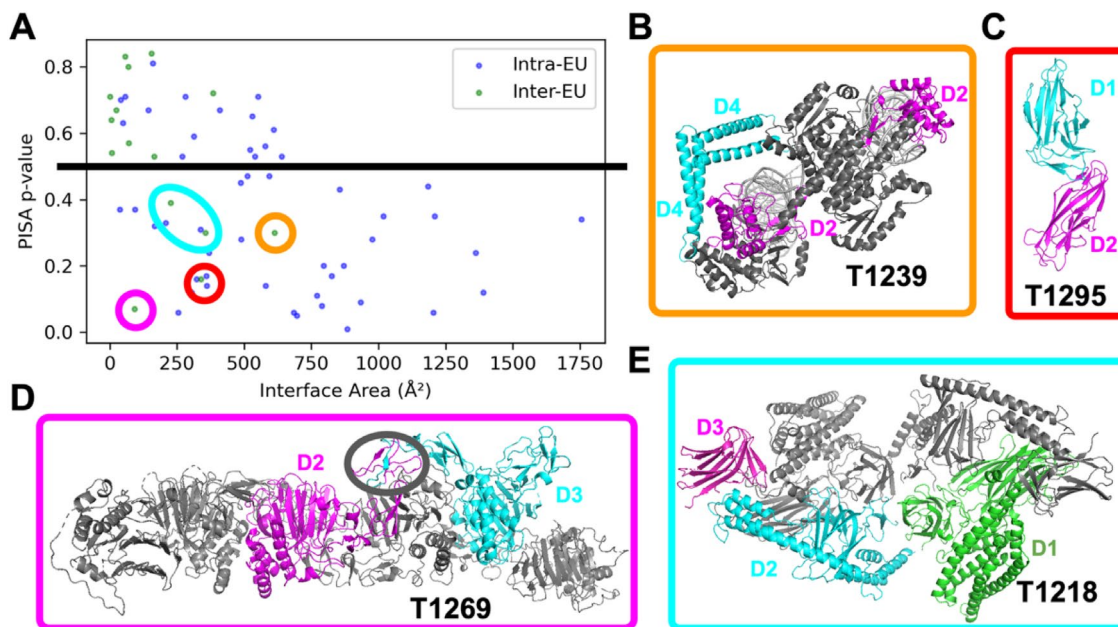 A
PISA p-value
0.8
0.6
0.4
0.2
0.0
Intra-EU
Inter-EU
0
250
500
750
1000
1250
1500
1750
Interface Area (Å²)
B
D4
D2
D4
D2
T1239
C
D1
D2
T1295
D
D2
D3
T1269
E
D3
D2
D1
T1218